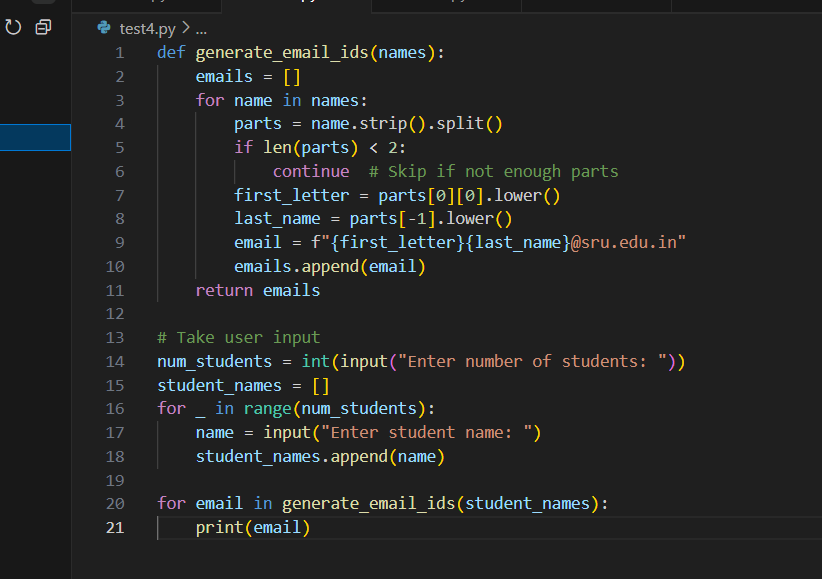 test4.py > ...
1 def generate_email_ids(names):
2     emails = []
3     for name in names:
4         parts = name.strip().split()
5         if len(parts) < 2:
6             continue  # Skip if not enough parts
7         first_letter = parts[0][0].lower()
8         last_name = parts[-1].lower()
9         email = f"{first_letter}{last_name}@sru.edu.in"
10         emails.append(email)
11     return emails
12
13 # Take user input
14 num_students = int(input("Enter number of students: "))
15 student_names = []
16 for _ in range(num_students):
17     name = input("Enter student name: ")
18     student_names.append(name)
19
20 for email in generate_email_ids(student_names):
21     print(email)